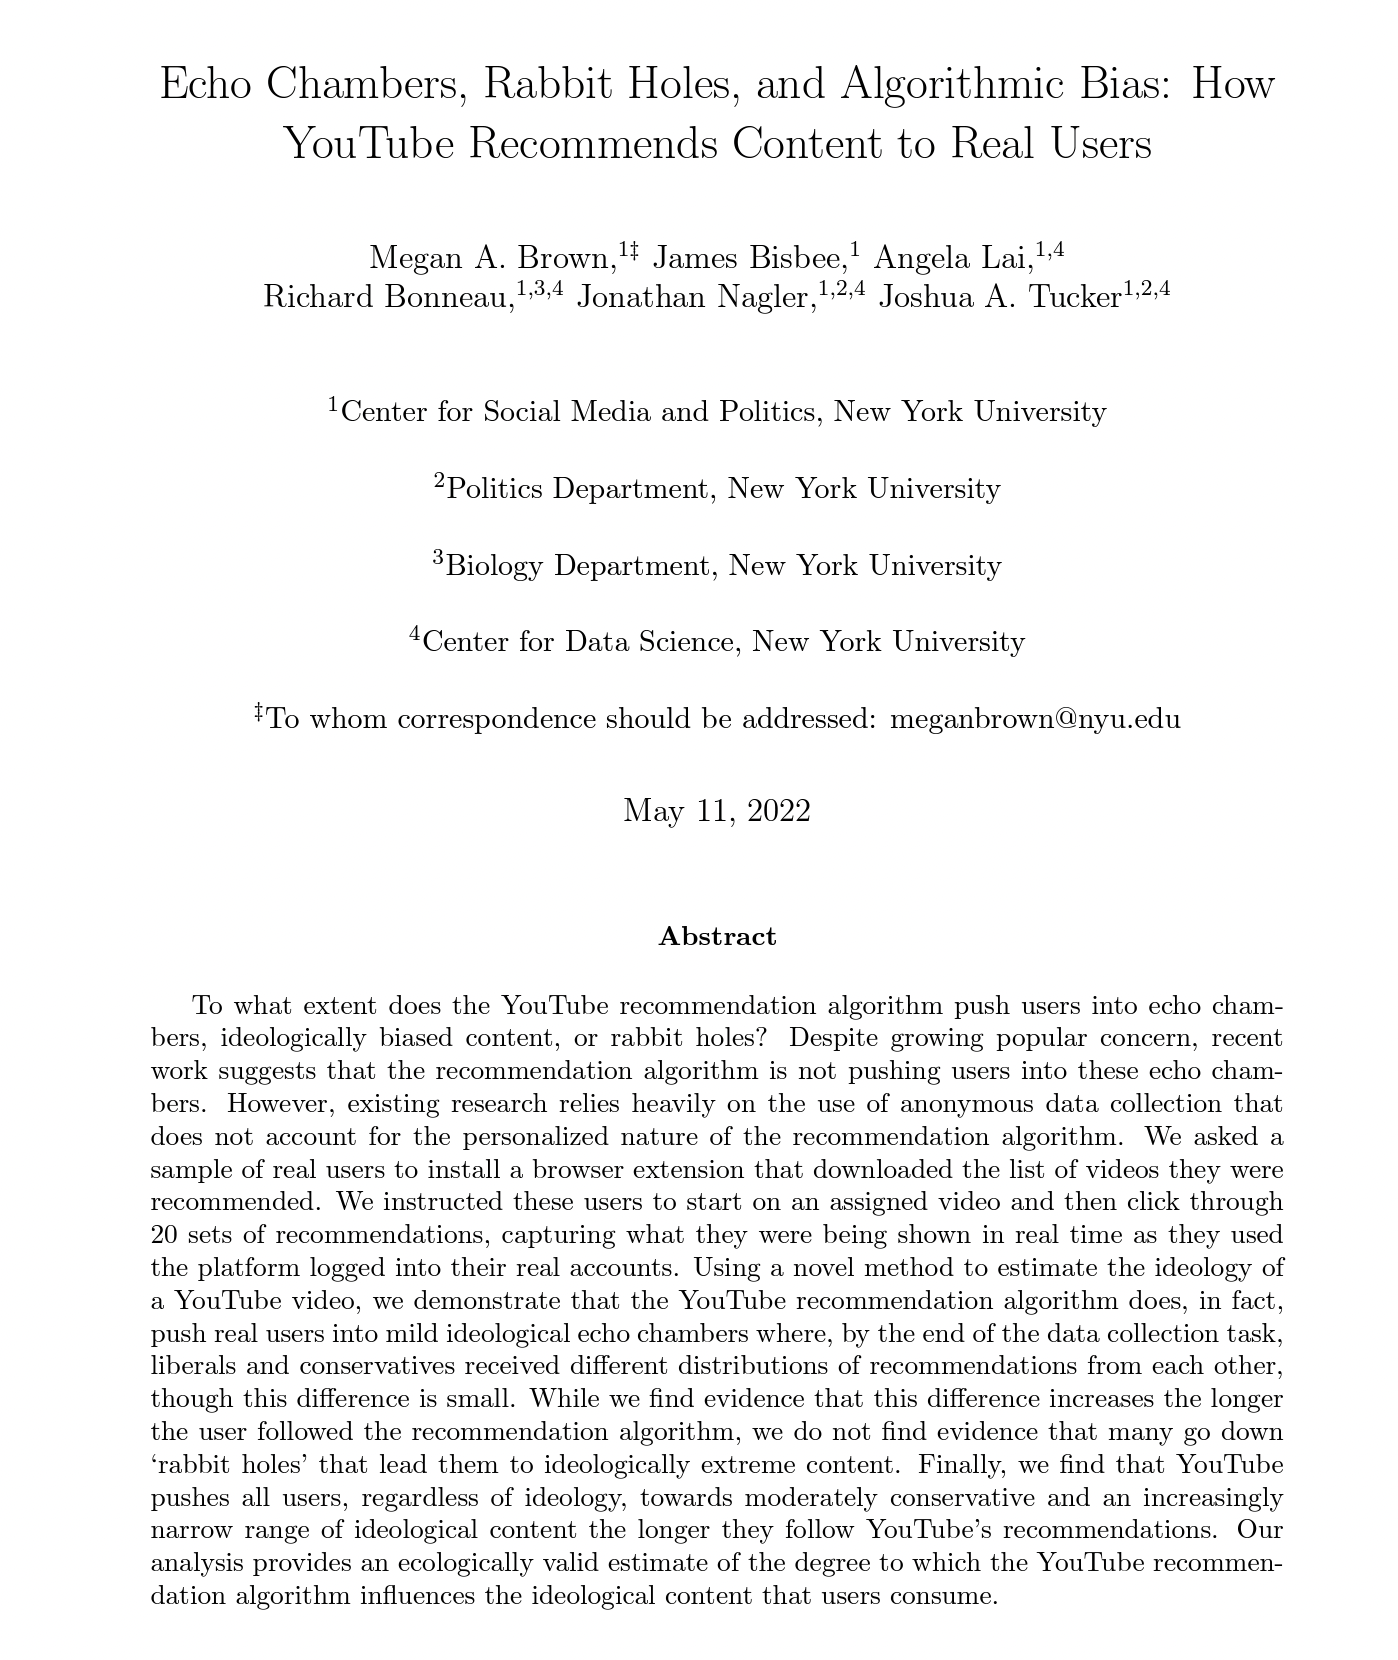 Echo Chambers, Rabbit Holes, and Algorithmic Bias: How
YouTube Recommends Content to Real Users
Megan A. Brown,1‡ James Bisbee,1 Angela Lai,1,4
Richard Bonneau,1,3,4 Jonathan Nagler,1,2,4 Joshua A. Tucker1,2,4
1Center for Social Media and Politics, New York University
2Politics Department, New York University
3Biology Department, New York University
4Center for Data Science, New York University
‡To whom correspondence should be addressed: meganbrown@nyu.edu
May 11, 2022
Abstract
To what extent does the YouTube recommendation algorithm push users into echo cham-
bers, ideologically biased content, or rabbit holes? Despite growing popular concern, recent
work suggests that the recommendation algorithm is not pushing users into these echo cham-
bers. However, existing research relies heavily on the use of anonymous data collection that
does not account for the personalized nature of the recommendation algorithm. We asked a
sample of real users to install a browser extension that downloaded the list of videos they were
recommended. We instructed these users to start on an assigned video and then click through
20 sets of recommendations, capturing what they were being shown in real time as they used
the platform logged into their real accounts. Using a novel method to estimate the ideology of
a YouTube video, we demonstrate that the YouTube recommendation algorithm does, in fact,
push real users into mild ideological echo chambers where, by the end of the data collection task,
liberals and conservatives received different distributions of recommendations from each other,
though this difference is small. While we find evidence that this difference increases the longer
the user followed the recommendation algorithm, we do not find evidence that many go down
‘rabbit holes’ that lead them to ideologically extreme content. Finally, we find that YouTube
pushes all users, regardless of ideology, towards moderately conservative and an increasingly
narrow range of ideological content the longer they follow YouTube’s recommendations. Our
analysis provides an ecologically valid estimate of the degree to which the YouTube recommen-
dation algorithm influences the ideological content that users consume.